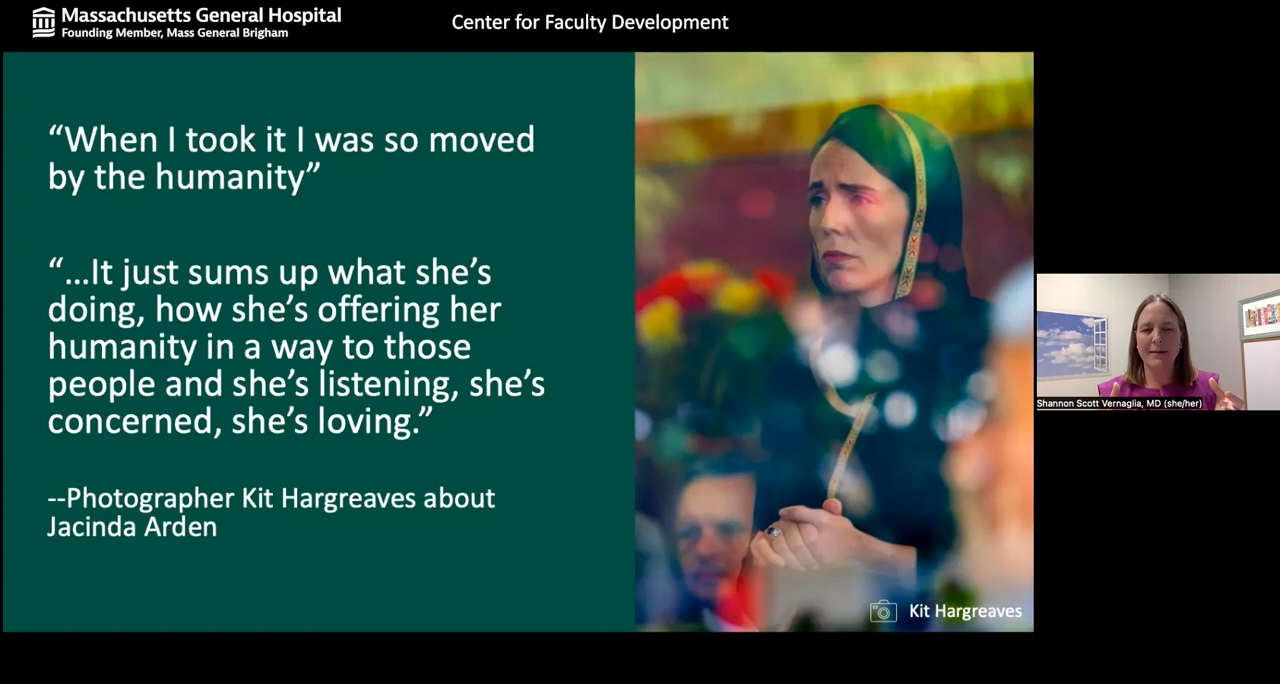 Massachusetts General Hospital
Founding Member, Mass General Brigham
Center for Faculty Development
“When I took it I was so moved
by the humanity”
“...It just sums up what she’s
doing, how she’s offering her
humanity in a way to those
people and she’s listening, she’s
concerned, she’s loving.”
--Photographer Kit Hargreaves about
Jacinda Arden
Kit Hargreaves
Shannon Scott Vernaglia, MD (she/her)